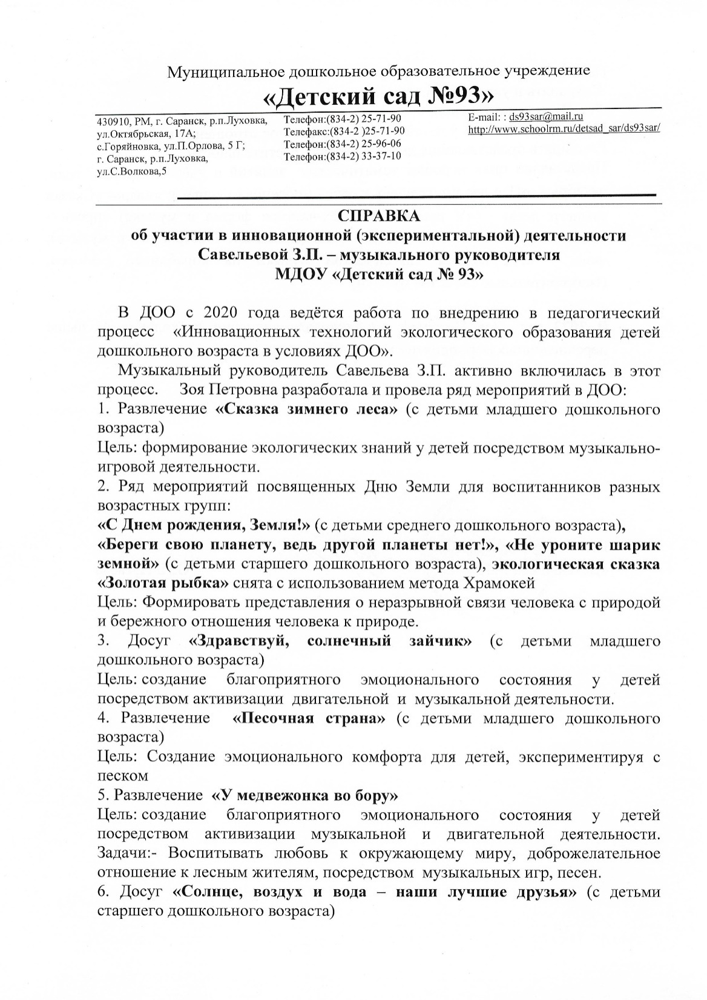 Муниципальное дошкольное образовательное учреждение
«Детский сад №93»
430910, РМ, г. Саранск, р.п.Луховка,
ул.Октябрьская, 17А;
с.Горяйновка, ул.П.Орлова, 5 Г;
г. Саранск, р.п.Луховка,
ул.С.Волкова,5
Телефон:(834-2) 25-71-90
Телефакс:(834-2 )25-71-90
Телефон:(834-2) 25-96-06
Телефон:(834-2) 33-37-10
E-mail: : ds93sar@mail.ru
http://www.schoolrm.ru/detsad_sar/ds93sar/
СПРАВКА
об участии в инновационной (экспериментальной) деятельности
Савельевой З.П. – музыкального руководителя
МДОУ «Детский сад № 93»
В ДОО с 2020 года ведётся работа по внедрению в педагогический
процесс «Инновационных технологий экологического образования детей
дошкольного возраста в условиях ДОО».
Музыкальный руководитель Савельева З.П. активно включилась в этот
процесс. Зоя Петровна разработала и провела ряд мероприятий в ДОО:
1. Развлечение «Сказка зимнего леса» (с детьми младшего дошкольного
возраста)
Цель: формирование экологических знаний у детей посредством музыкально-
игровой деятельности.
2. Ряд мероприятий посвященных Дню Земли для воспитанников разных
возрастных групп:
«С Днем рождения, Земля!» (с детьми среднего дошкольного возраста),
«Береги свою планету, ведь другой планеты нет!», «Не уроните шарик
земной» (с детьми старшего дошкольного возраста), экологическая сказка
«Золотая рыбка» снята с использованием метода Храмокей
Цель: Формировать представления о неразрывной связи человека с природой
и бережного отношения человека к природе.
3. Досуг «Здравствуй, солнечный зайчик» (с детьми младшего
дошкольного возраста)
Цель: создание благоприятного эмоционального состояния у детей
посредством активизации двигательной и музыкальной деятельности.
4. Развлечение «Песочная страна» (с детьми младшего дошкольного
возраста)
Цель: Создание эмоционального комфорта для детей, экспериментируя с
песком
5. Развлечение «У медвежонка во бору»
Цель: создание благоприятного эмоционального состояния у детей
посредством активизации музыкальной и двигательной деятельности.
Задачи:- Воспитывать любовь к окружающему миру, доброжелательное
отношение к лесным жителям, посредством музыкальных игр, песен.
6. Досуг «Солнце, воздух и вода – наши лучшие друзья» (с детьми
старшего дошкольного возраста)